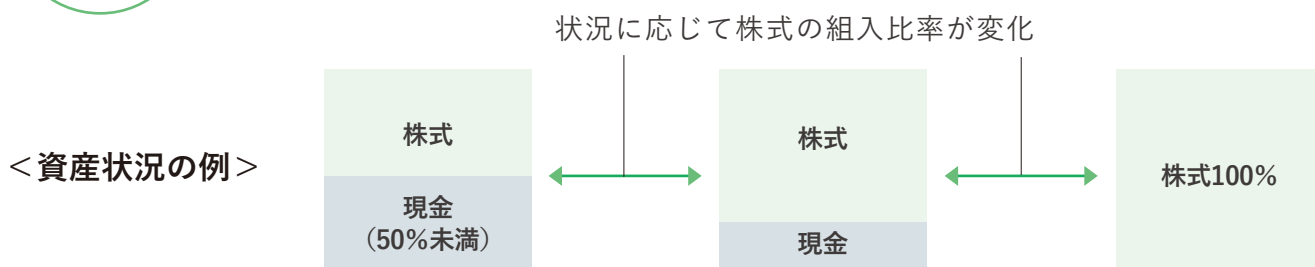 状況に応じて株式の組入比率が変化
<資産状況の例>
株式
現金
（50%未満）
株式
現金
株式100%